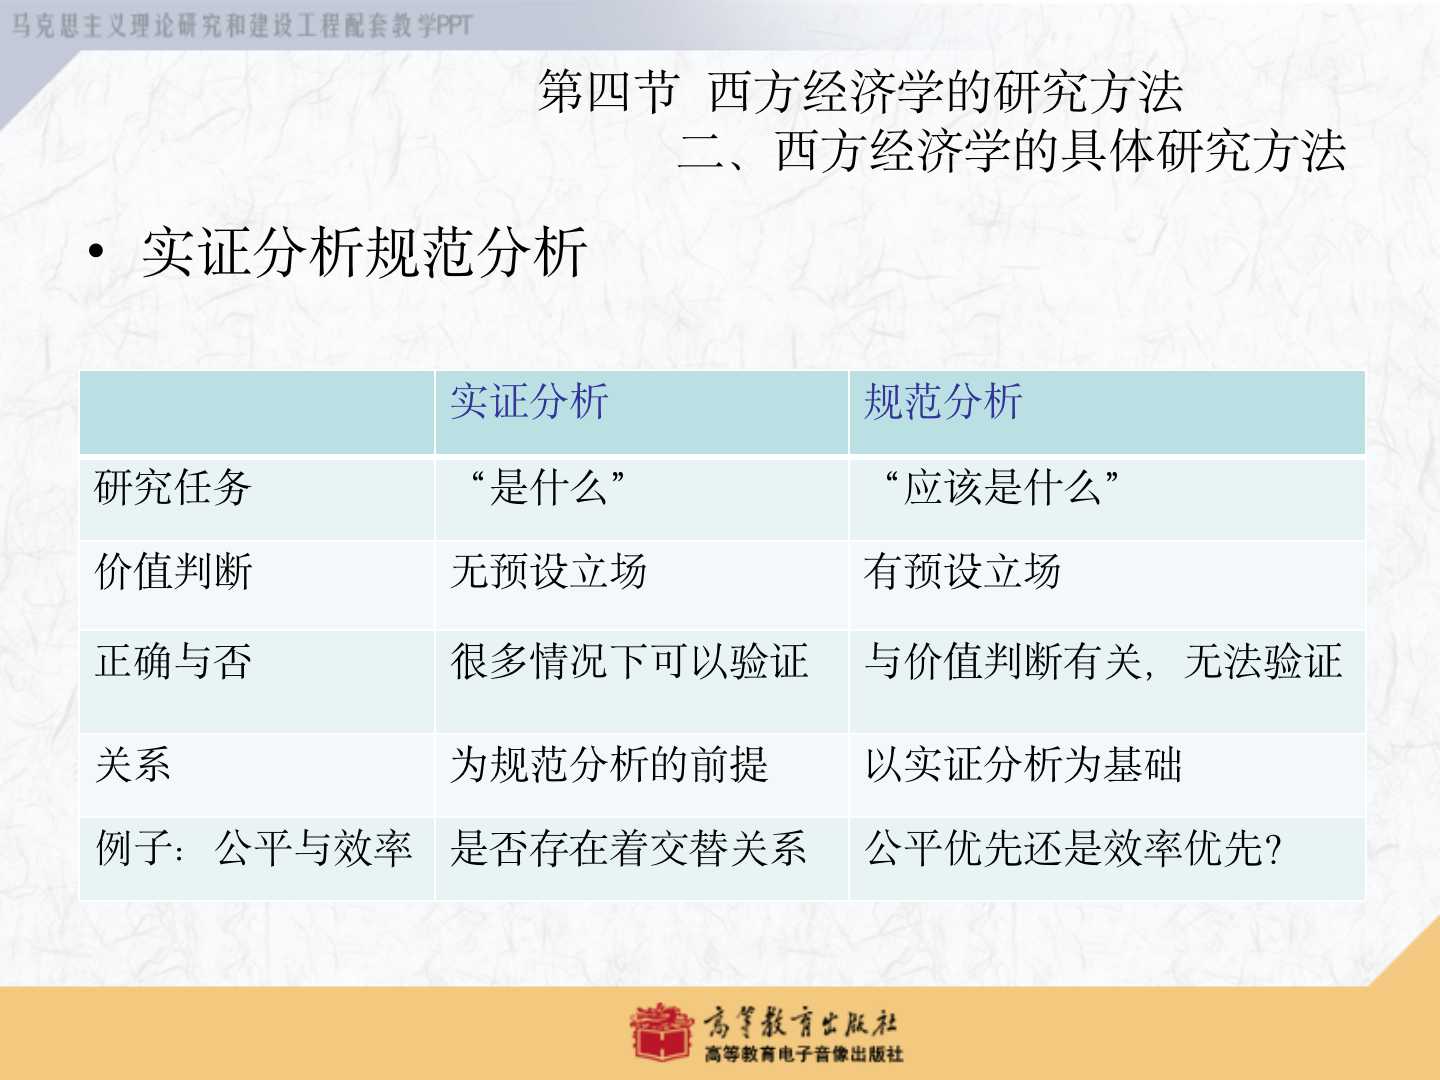 马克思主义理论研究和建设工程配套教学PPT
第四节 西方经济学的研究方法
二、西方经济学的具体研究方法
• 实证分析规范分析
实证分析 规范分析
研究任务 “是什么” “应该是什么”
价值判断 无预设立场 有预设立场
正确与否 很多情况下可以验证 与价值判断有关，无法验证
关系 为规范分析的前提 以实证分析为基础
例子：公平与效率 是否存在着交替关系 公平优先还是效率优先？
高等教育出版社
高等教育电子音像出版社